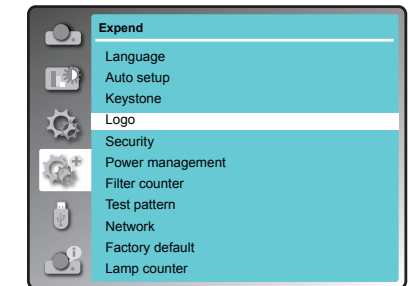 Expend
Language
Auto setup
Keystone
Logo
Security
Power management
Filter counter
Test pattern
Network
Factory default
Lamp counter